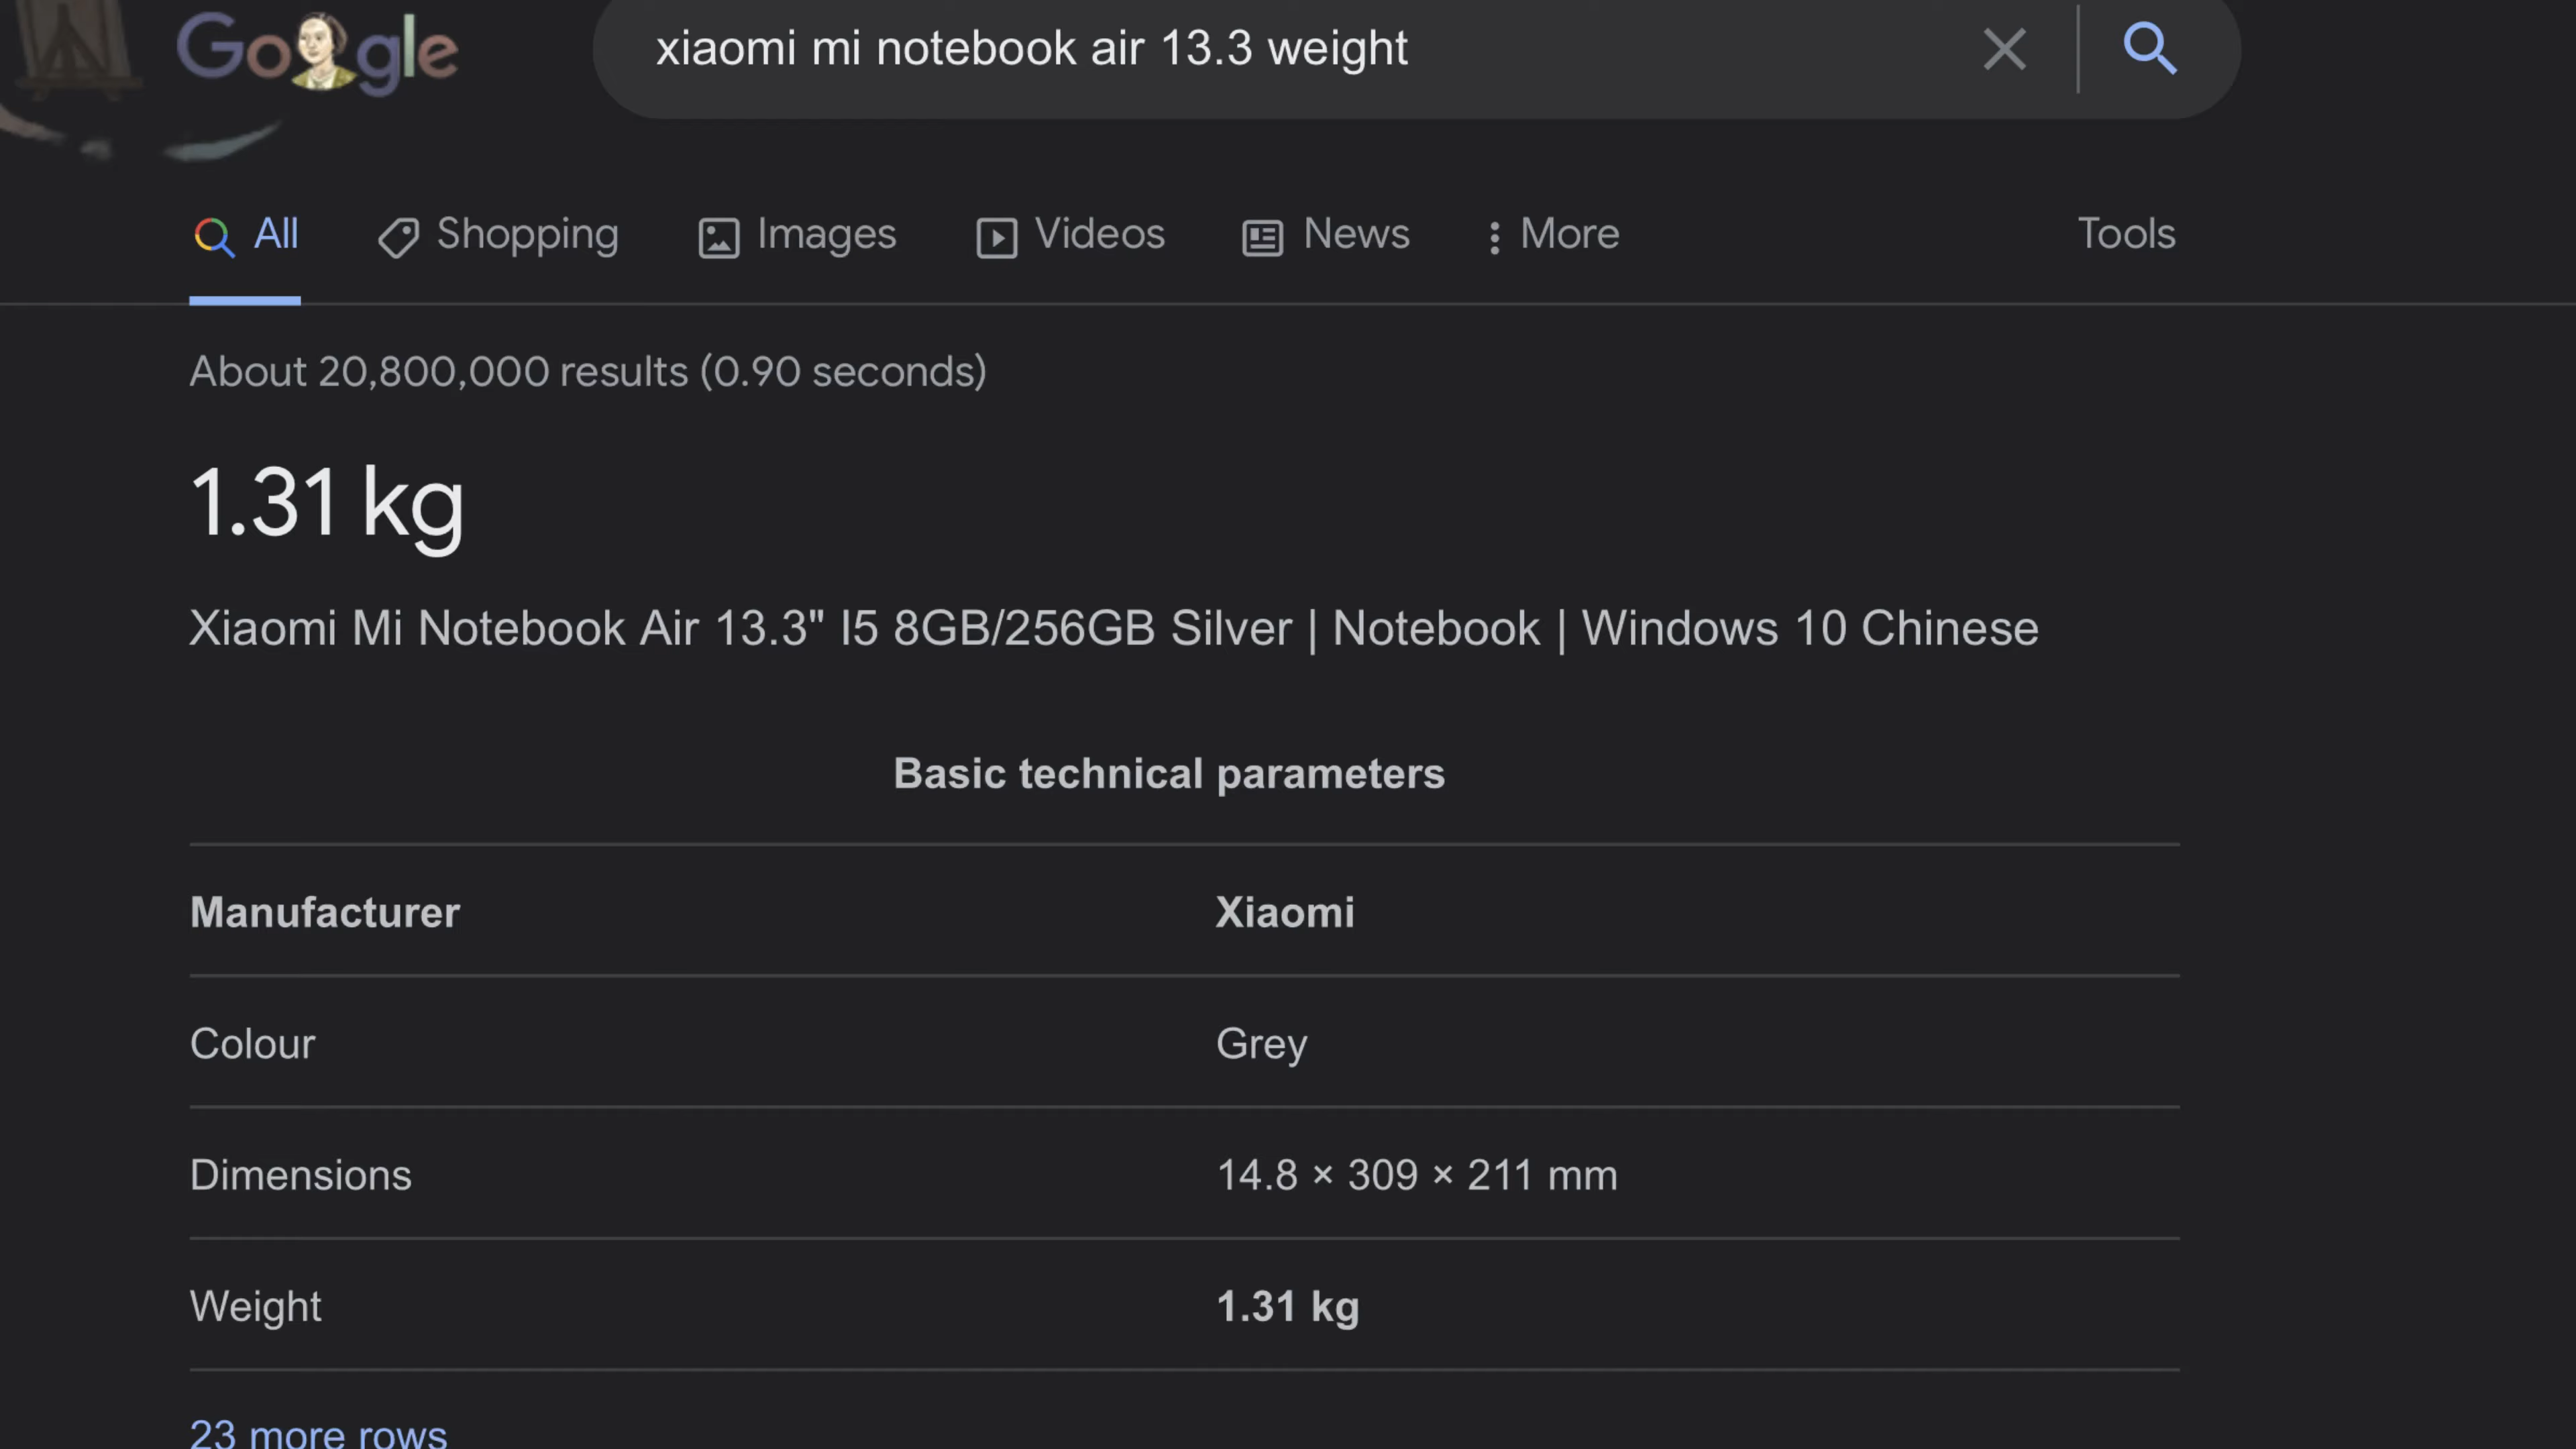 Google
xiaomi mi notebook air 13.3 weight
All Shopping Images Videos News More Tools
About 20,800,000 results (0.90 seconds)
1.31 kg
Xiaomi Mi Notebook Air 13.3" I5 8GB/256GB Silver | Notebook | Windows 10 Chinese
Basic technical parameters
Manufacturer Xiaomi
Colour Grey
Dimensions 14.8 × 309 × 211 mm
Weight 1.31 kg
23 more rows